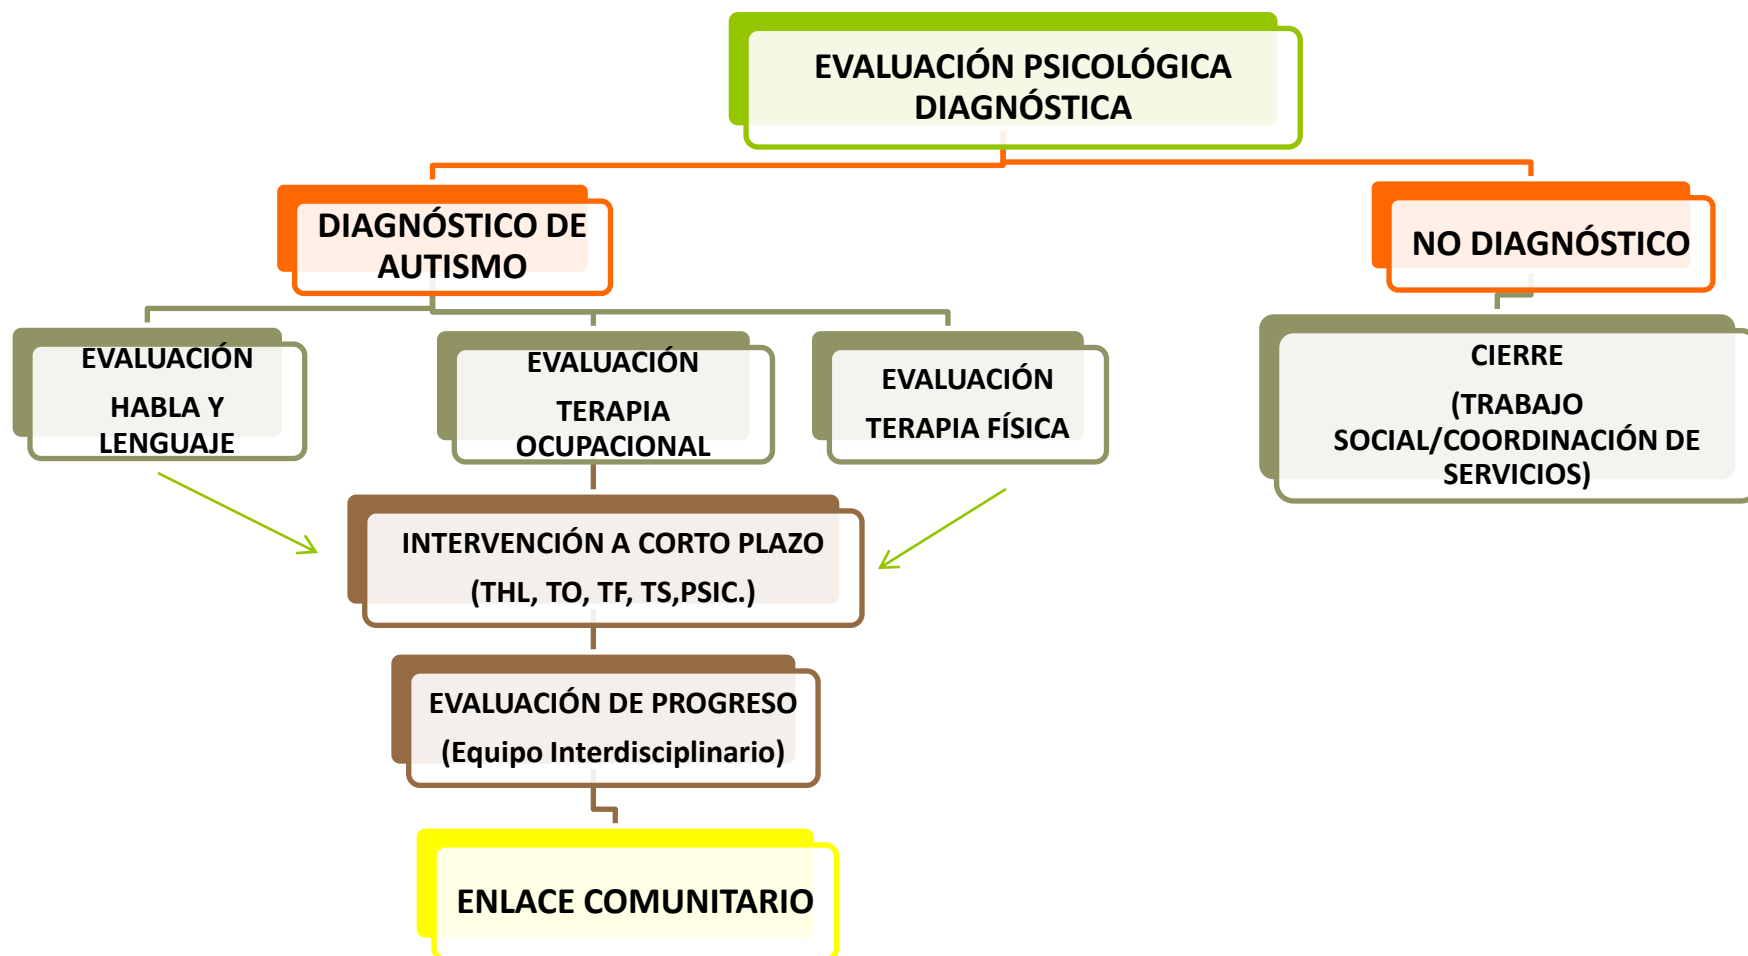 EVALUACIÓN PSICOLÓGICA
DIAGNÓSTICA
DIAGNÓSTICO DE
AUTISMO
NO DIAGNÓSTICO
EVALUACIÓN
HABLA Y
LENGUAJE
EVALUACIÓN
TERAPIA
OCUPACIONAL
EVALUACIÓN
TERAPIA FÍSICA
CIERRE
(TRABAJO
SOCIAL/COORDINACIÓN DE
SERVICIOS)
INTERVENCIÓN A CORTO PLAZO
(THL, TO, TF, TS,PSIC.)
EVALUACIÓN DE PROGRESO
(Equipo Interdisciplinario)
ENLACE COMUNITARIO